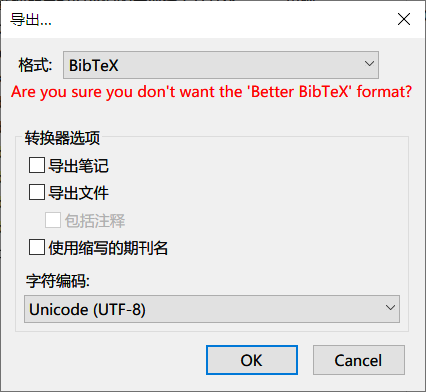 导出...
格式: BibTeX
Are you sure you don't want the 'Better BibTeX' format?
转换器选项
导出笔记
导出文件
包括注释
使用缩写的期刊名
字符编码:
Unicode (UTF-8)
OK Cancel